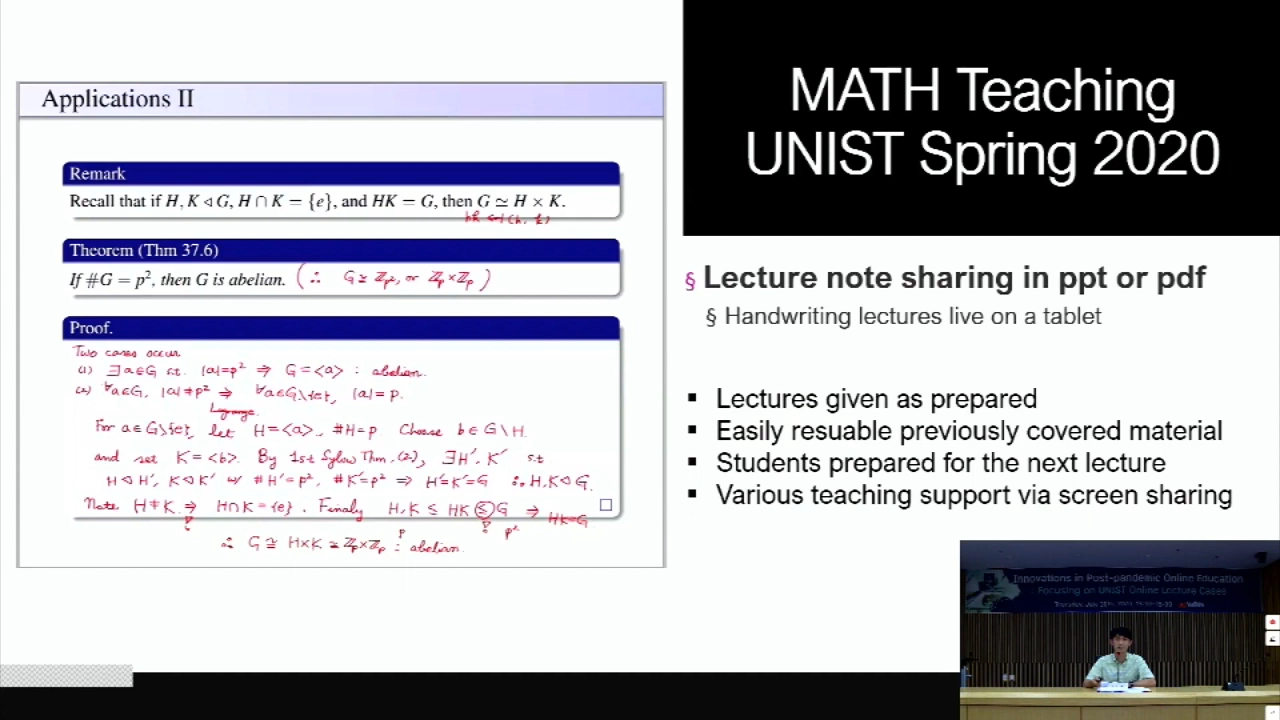 Applications II
Remark
Recall that if H, K ◁ G, H ∩ K = {e}, and HK = G, then G ≃ H × K.
hk ↔ (h, k)
Theorem (Thm 37.6)
If #G = p², then G is abelian. (∴ G ≅ ℤp², or ℤp×ℤp)
Proof.
Two cases occur
(1) ∃a∈G s.t. |a|=p² ⇒ G=<a> : abelian.
(2) ∀a∈G, |a|≠p² ⇒ ∀a∈G\{e}, |a|=p.
Lagrange.
For a∈G\{e}, let H=<a>, #H=p. Choose b∈G\H.
and set K=<b>. By 1st Sylow Thm, (2), ∃H', K' s.t.
H◁H', K◁K' w/ #H'=p², #K'=p² ⇒ H'=K'=G ∴ H,K◁G.
Note H≠K ⇒ H∩K={e}. Finally H,K ≤ HK ≤ G ⇒ HK=G
∴ G ≅ H×K ≅ ℤp×ℤp : abelian.
MATH Teaching
UNIST Spring 2020
§ Lecture note sharing in ppt or pdf
§ Handwriting lectures live on a tablet
▪ Lectures given as prepared
▪ Easily resuable previously covered material
▪ Students prepared for the next lecture
▪ Various teaching support via screen sharing
Innovations in Post-pandemic Online Education
Focusing on UNIST Online Lecture Cases